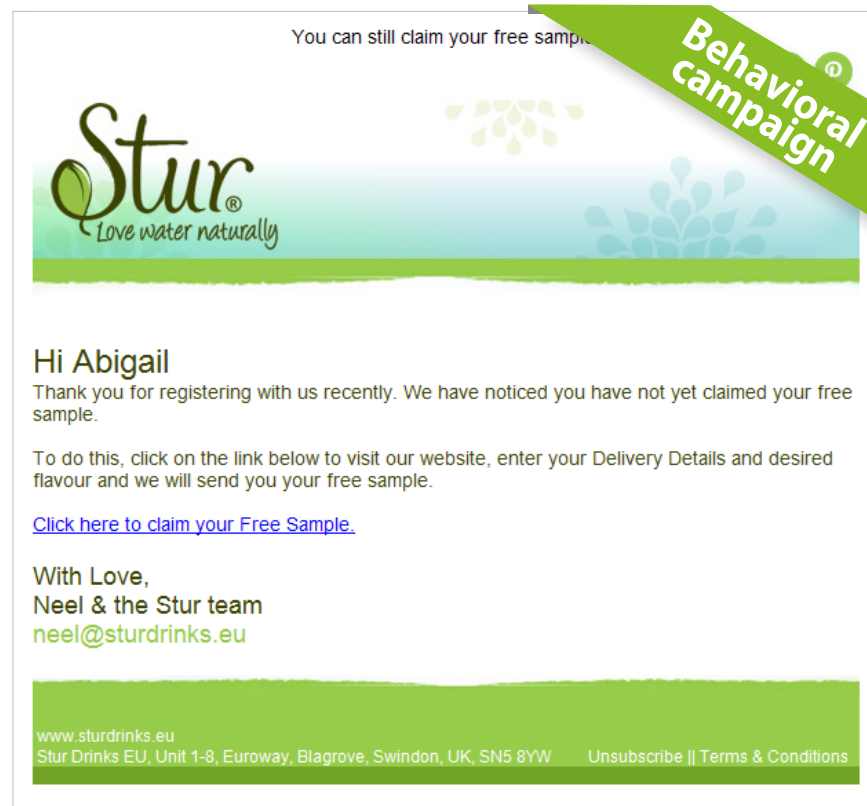 You can still claim your free sampl
Behavioral
campaign
Stur®
Love water naturally
Hi Abigail
Thank you for registering with us recently. We have noticed you have not yet claimed your free
sample.
To do this, click on the link below to visit our website, enter your Delivery Details and desired
flavour and we will send you your free sample.
Click here to claim your Free Sample.
With Love,
Neel & the Stur team
neel@sturdrinks.eu
www.sturdrinks.eu
Stur Drinks EU, Unit 1-8, Euroway, Blagrove, Swindon, UK, SN5 8YW Unsubscribe || Terms & Conditions